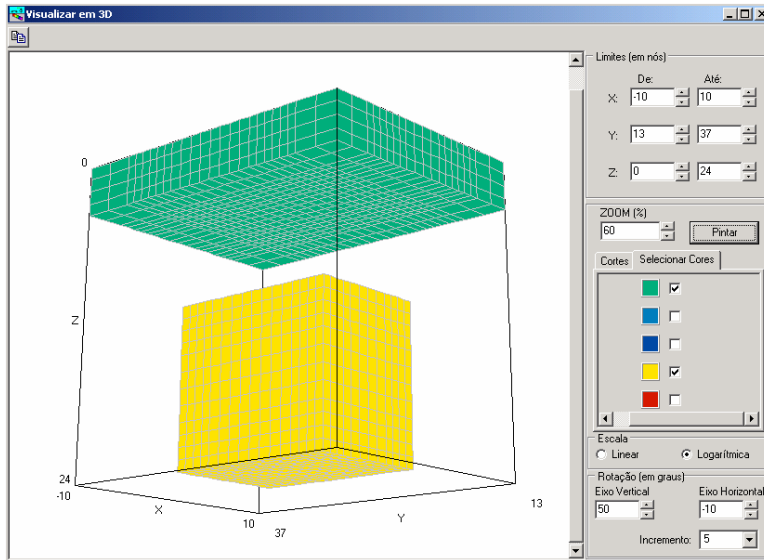 Visualizar em 3D
Limites (em nós)
De: Até:
X: -10 10
Y: 13 37
Z: 0 24
ZOOM (%)
60
Pintar
Cortes Selecionar Cores
Escala
Linear Logarítmica
Rotação (em graus)
Eixo Vertical Eixo Horizontal
50 -10
Incremento: 5
0
Z
24
-10
X
10
37
Y
13